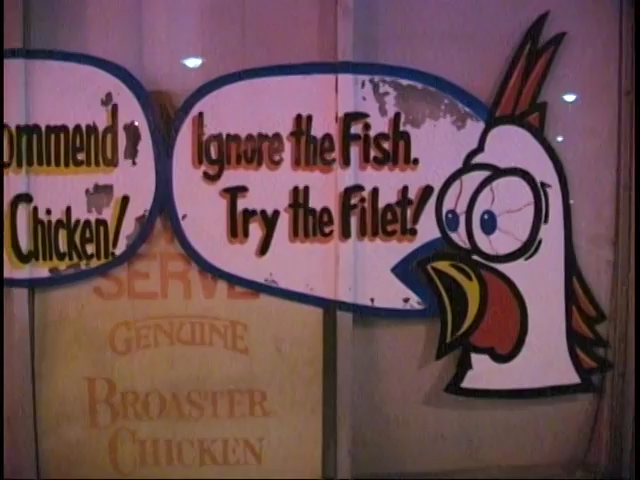 ommend
Chicken!
Ignore the Fish.
Try the Filet!
SERVE
GENUINE
BROASTER
CHICKEN